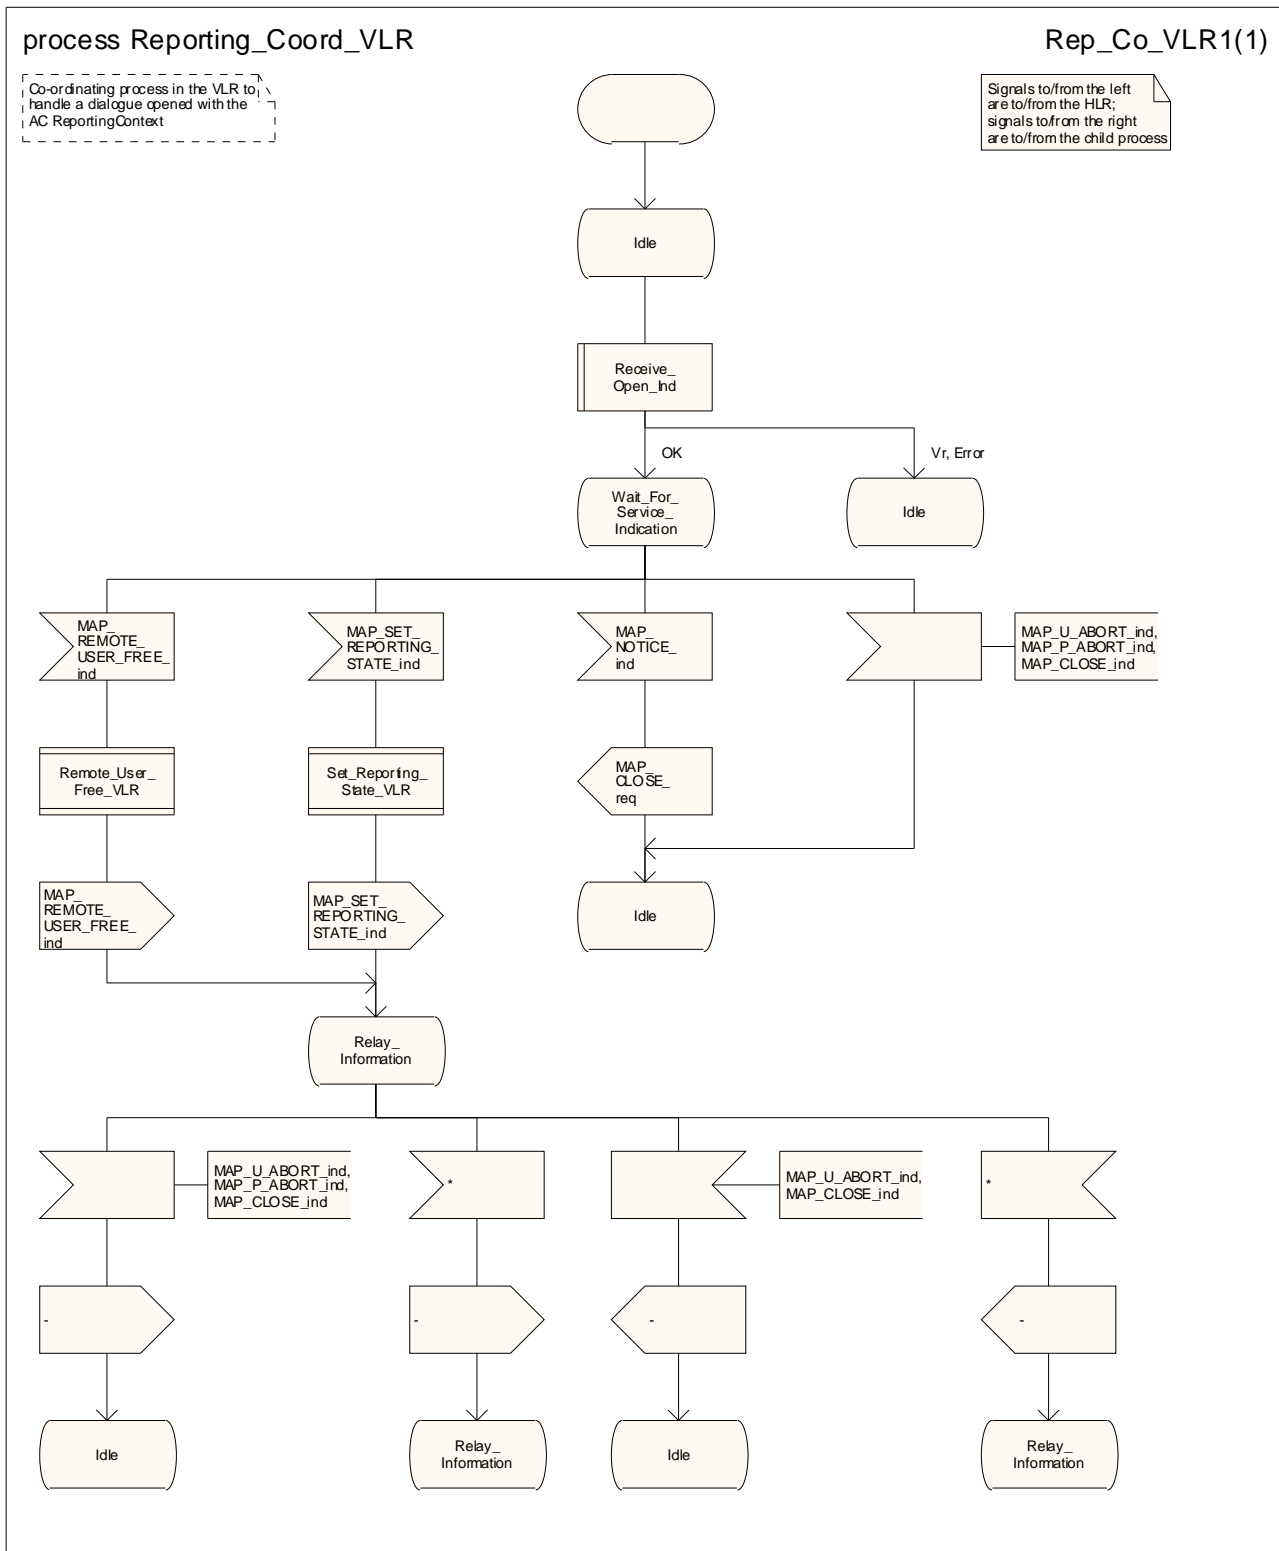 process Reporting_Coord_VLR
Rep_Co_VLR1(1)
Co-ordinating process in the VLR to
handle a dialogue opened with the
AC ReportingContext
Signals to/from the left
are to/from the HLR;
signals to/from the right
are to/from the child process
Idle
Receive_
Open_Ind
OK
Vr, Error
Wait_For_
Service_
Indication
Idle
MAP_
REMOTE_
USER_FREE_
ind
MAP_SET_
REPORTING_
STATE_ind
MAP_
NOTICE_
ind
MAP_U_ABORT_ind,
MAP_P_ABORT_ind,
MAP_CLOSE_ind
Remote_User_
Free_VLR
Set_Reporting_
State_VLR
MAP_
CLOSE_
req
MAP_
REMOTE_
USER_FREE_
ind
MAP_SET_
REPORTING_
STATE_ind
Idle
Relay_
Information
MAP_U_ABORT_ind,
MAP_P_ABORT_ind,
MAP_CLOSE_ind
*
MAP_U_ABORT_ind,
MAP_CLOSE_ind
*
-
-
-
-
Idle
Relay_
Information
Idle
Relay_
Information